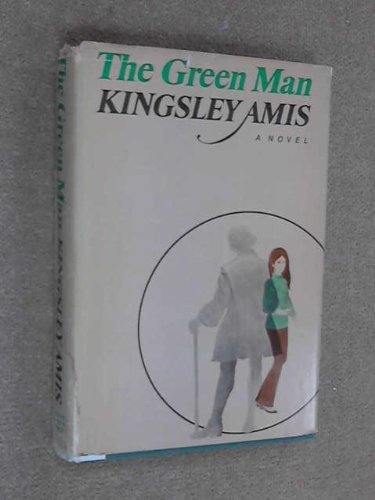 The Green Man
KINGSLEY AMIS
A NOVEL
The Green Man KINGSLEY AMIS